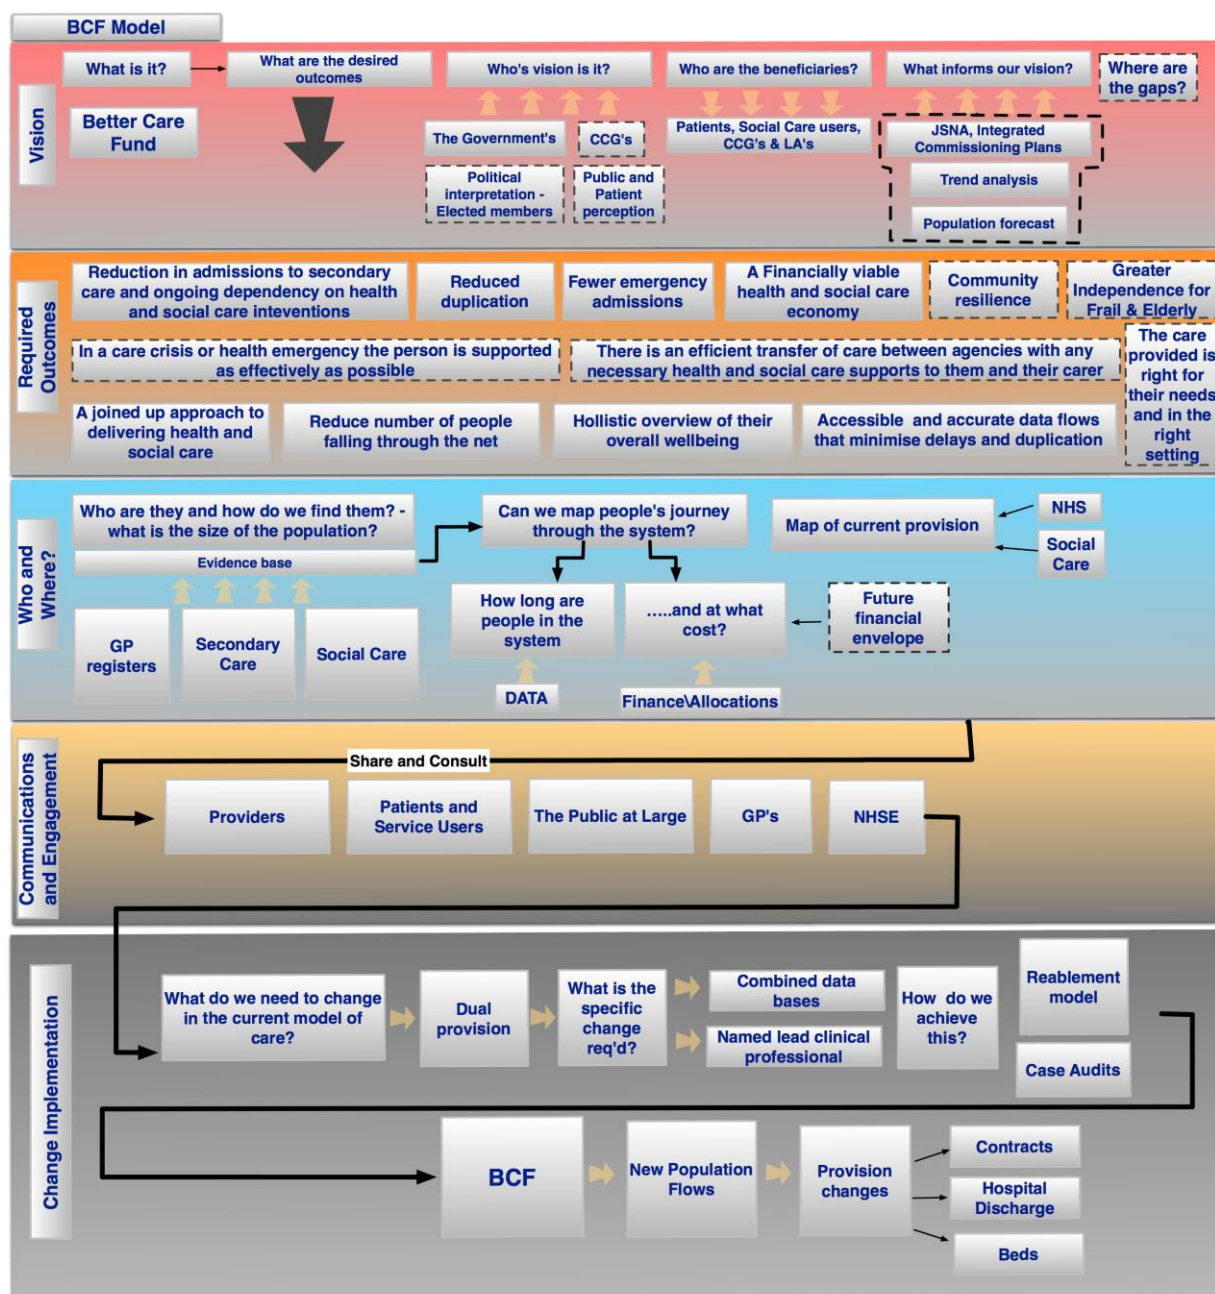 BCF Model
Vision
What is it?
What are the desired
outcomes
Who's vision is it?
Who are the beneficiaries?
What informs our vision?
Where are
the gaps?
Better Care
Fund
The Government's
CCG's
Patients, Social Care users,
CCG's & LA's
JSNA, Integrated
Commissioning Plans
Political
interpretation -
Elected members
Public and
Patient
perception
Trend analysis
Population forecast
Required
Outcomes
Reduction in admissions to secondary
care and ongoing dependency on health
and social care inteventions
Reduced
duplication
Fewer emergency
admissions
A Financially viable
health and social care
economy
Community
resilience
Greater
Independence for
Frail & Elderly
In a care crisis or health emergency the person is supported
as effectively as possible
There is an efficient transfer of care between agencies with any
necessary health and social care supports to them and their carer
The care
provided is
right for
their needs
and in the
right
setting
A joined up approach to
delivering health and
social care
Reduce number of people
falling through the net
Hollistic overview of their
overall wellbeing
Accessible and accurate data flows
that minimise delays and duplication
Who and
Where?
Who are they and how do we find them? -
what is the size of the population?
Evidence base
Can we map people's journey
through the system?
Map of current provision
NHS
Social
Care
GP
registers
Secondary
Care
Social Care
How long are
people in the
system
.....and at what
cost?
Future
financial
envelope
DATA
Finance\Allocations
Communications
and Engagement
Share and Consult
Providers
Patients and
Service Users
The Public at Large
GP's
NHSE
Change Implementation
What do we need to change
in the current model of
care?
Dual
provision
What is the
specific
change
req'd?
Combined data
bases
Named lead clinical
professional
How do we
achieve
this?
Reablement
model
Case Audits
BCF
New Population
Flows
Provision
changes
Contracts
Hospital
Discharge
Beds